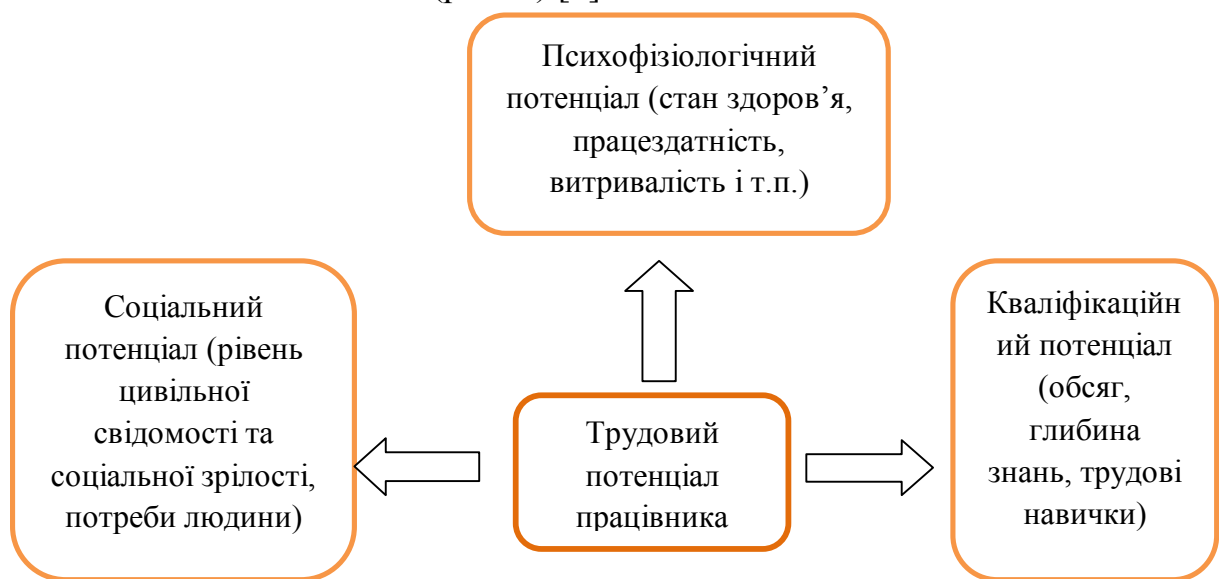 Психофізіологічний
потенціал (стан здоров’я,
працездатність,
витривалість і т.п.)
Соціальний
потенціал (рівень
цивільної
свідомості та
соціальної зрілості,
потреби людини)
Трудовий
потенціал
працівника
Кваліфікаційн
ий потенціал
(обсяг,
глибина
знань, трудові
навички)